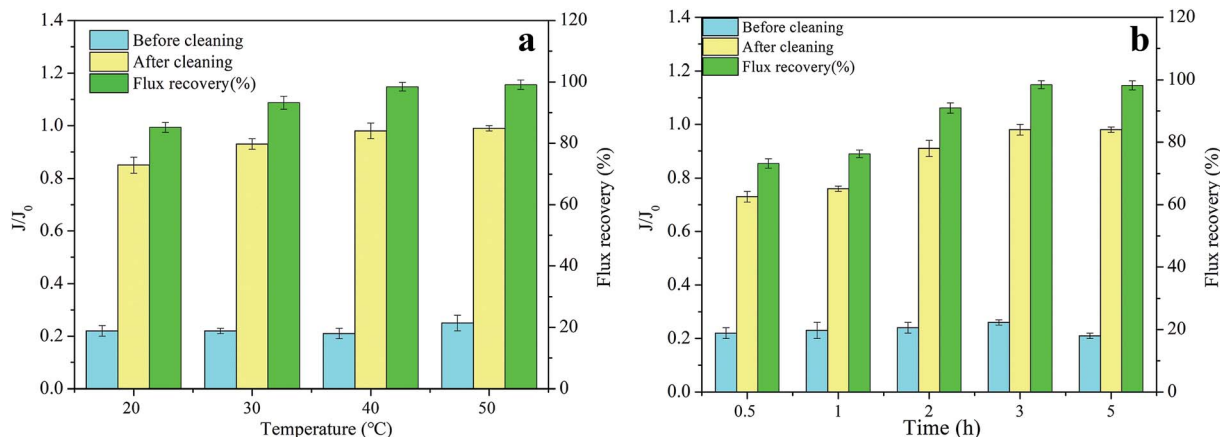 a
Before cleaning
After cleaning
Flux recovery(%)
J/J0
1.4
1.2
1.0
0.8
0.6
0.4
0.2
0.0
120
100
80
60
40
20
0
Flux recovery (%)
20 30 40 50
Temperature (°C)
b
Before cleaning
After cleaning
Flux recovery(%)
J/J0
1.4
1.2
1.0
0.8
0.6
0.4
0.2
0.0
120
100
80
60
40
20
0
Flux recovery (%)
0.5 1 2 3 5
Time (h)